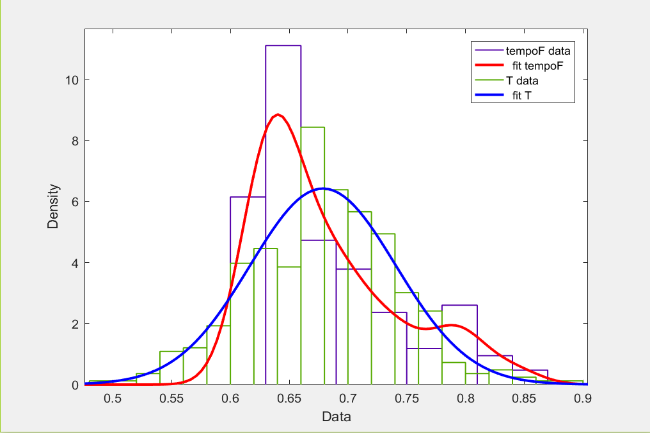 tempoF data
fit tempoF
T data
fit T
Density
10
8
6
4
2
0
0.5 0.55 0.6 0.65 0.7 0.75 0.8 0.85 0.9
Data